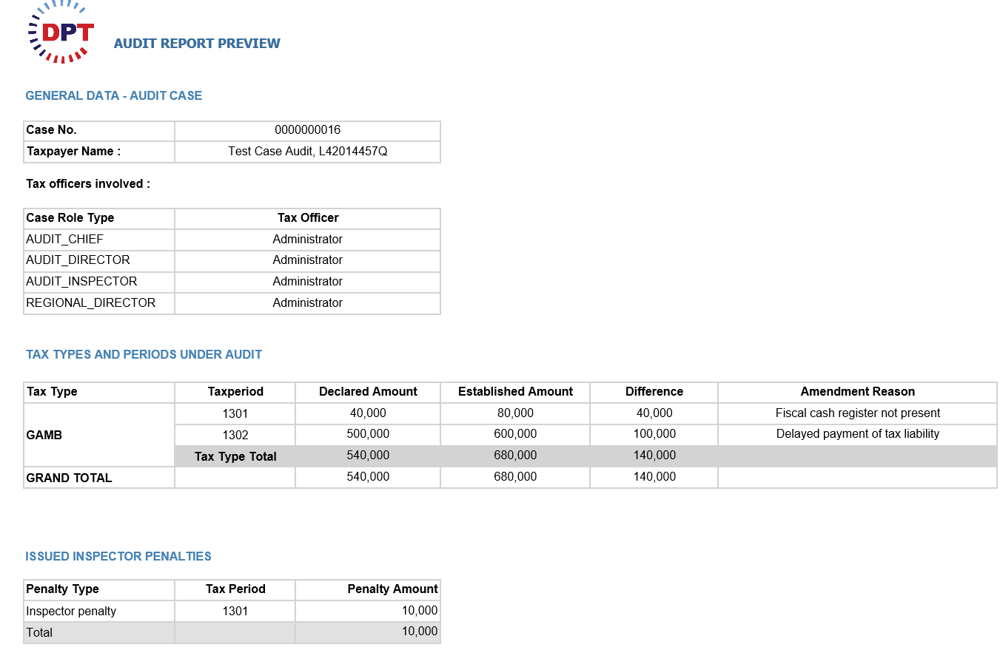 DPT
AUDIT REPORT PREVIEW
GENERAL DATA - AUDIT CASE
Case No. 0000000016
Taxpayer Name : Test Case Audit, L42014457Q
Tax officers involved :
Case Role Type Tax Officer
AUDIT_CHIEF Administrator
AUDIT_DIRECTOR Administrator
AUDIT_INSPECTOR Administrator
REGIONAL_DIRECTOR Administrator
TAX TYPES AND PERIODS UNDER AUDIT
Tax Type Taxperiod Declared Amount Established Amount Difference Amendment Reason
1301 40,000 80,000 40,000 Fiscal cash register not present
GAMB 1302 500,000 600,000 100,000 Delayed payment of tax liability
Tax Type Total 540,000 680,000 140,000
GRAND TOTAL 540,000 680,000 140,000
ISSUED INSPECTOR PENALTIES
Penalty Type Tax Period Penalty Amount
Inspector penalty 1301 10,000
Total 10,000